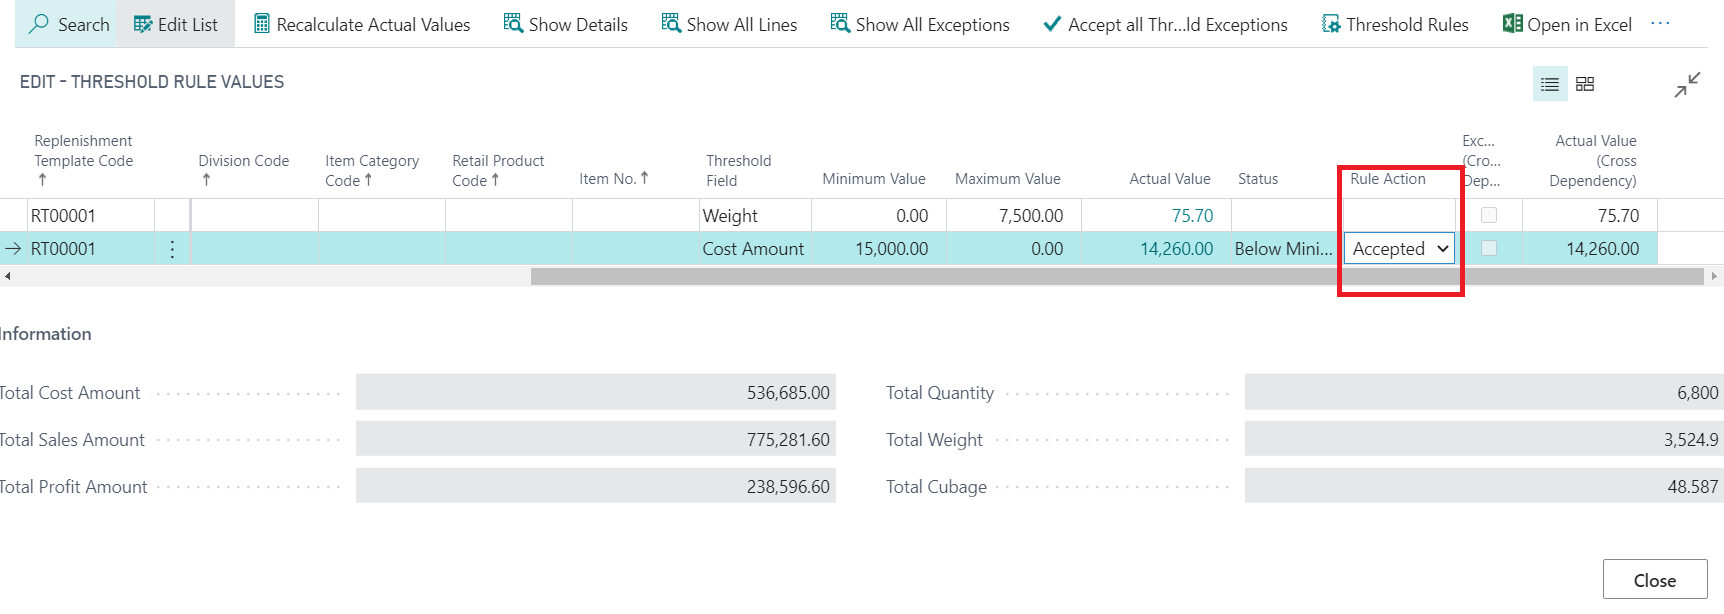 Search Edit List Recalculate Actual Values Show Details Show All Lines Show All Exceptions Accept all Thr...ld Exceptions Threshold Rules Open in Excel ...
EDIT - THRESHOLD RULE VALUES
Replenishment
Template Code ↑
Division Code ↑
Item Category
Code ↑
Retail Product
Code ↑
Item No. ↑
Threshold
Field
Minimum Value
Maximum Value
Actual Value
Status
Rule Action
Exc...
(Cro...
Dep...
Actual Value
(Cross
Dependency)
RT00001 Weight 0.00 7,500.00 75.70 75.70
→ RT00001 ⋮ Cost Amount 15,000.00 0.00 14,260.00 Below Mini... Accepted 14,260.00
Information
Total Cost Amount 536,685.00 Total Quantity 6,800
Total Sales Amount 775,281.60 Total Weight 3,524.9
Total Profit Amount 238,596.60 Total Cubage 48.587
Close